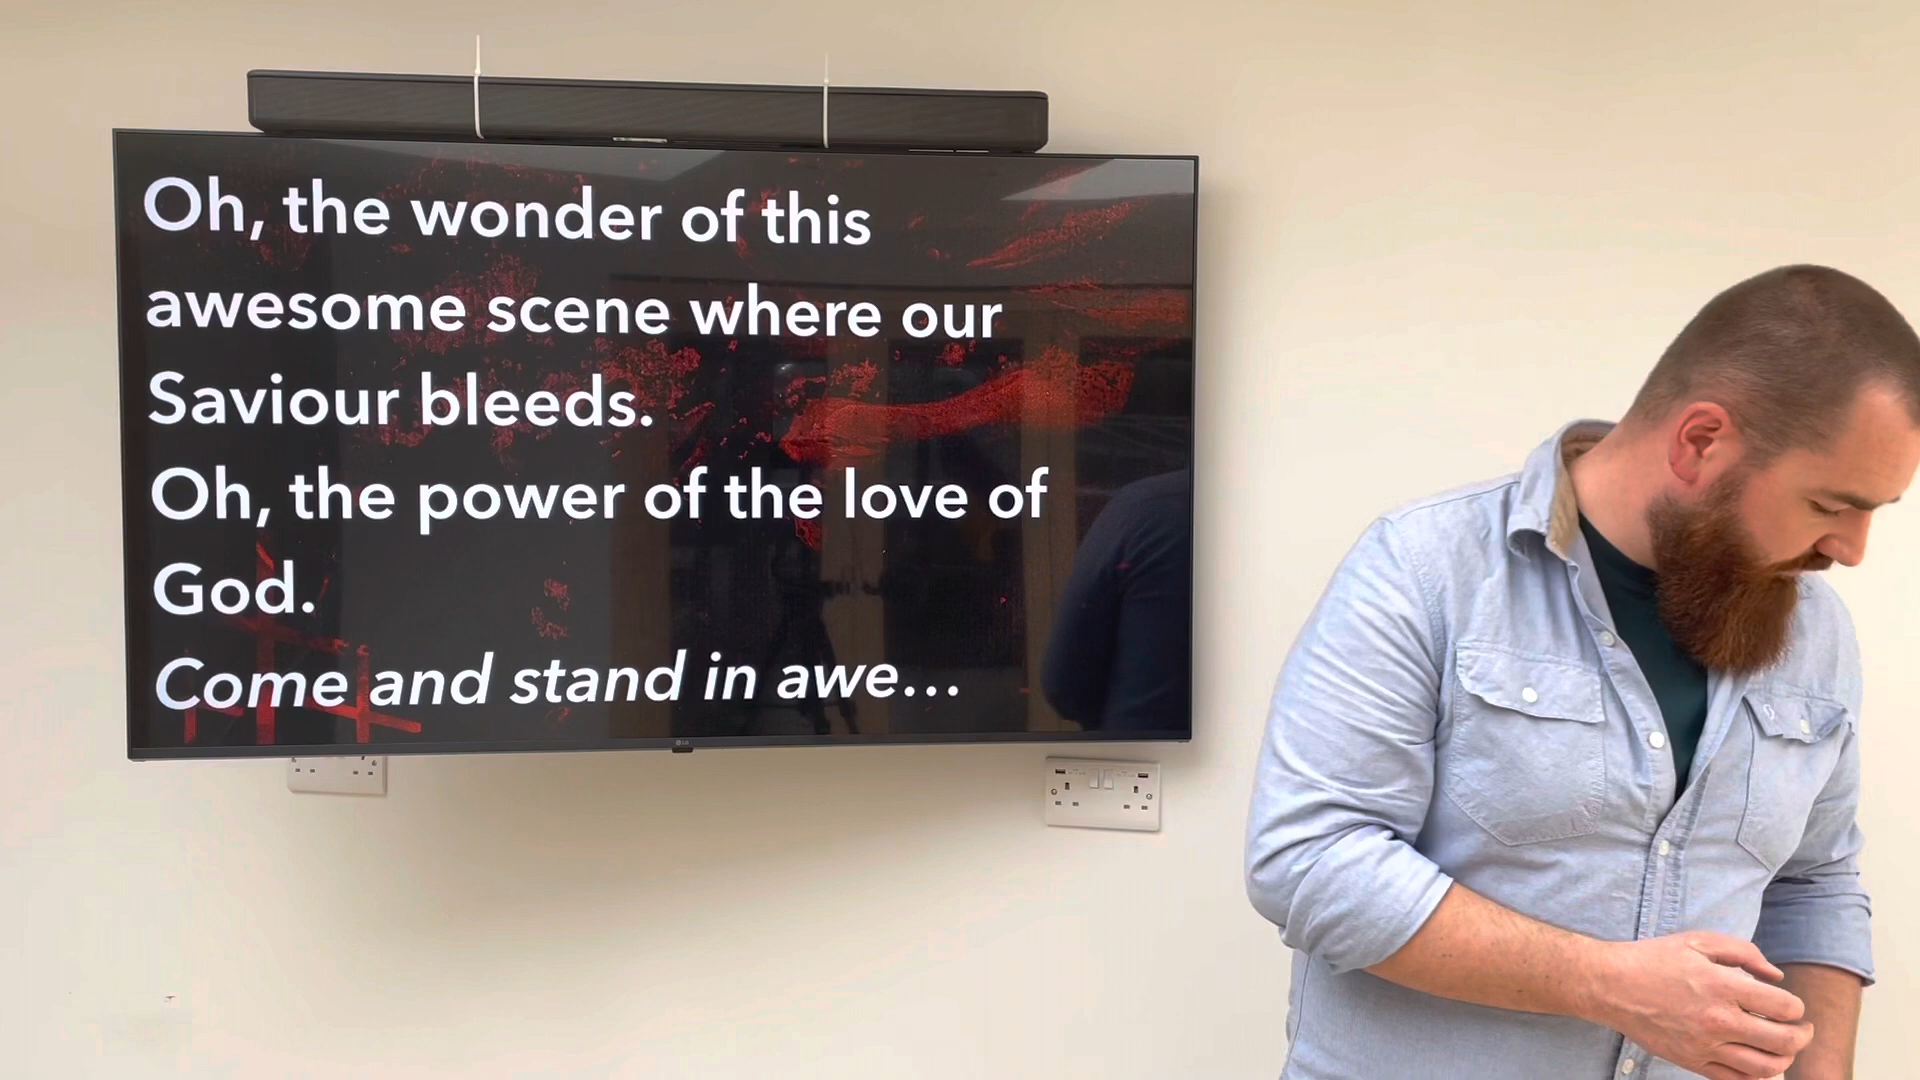 Oh, the wonder of this
awesome scene where our
Saviour bleeds.
Oh, the power of the love of
God.
Come and stand in awe…
LG